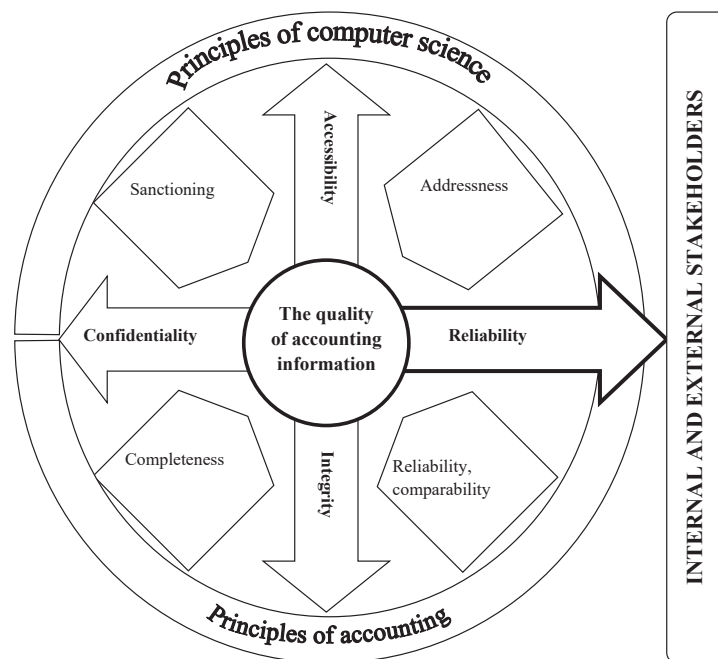 Principles of computer science
Accessibility
Sanctioning
Addressness
The quality
of accounting
information
Confidentiality
Reliability
Completeness
Integrity
Reliability,
comparability
Principles of accounting
INTERNAL AND EXTERNAL STAKEHOLDERS